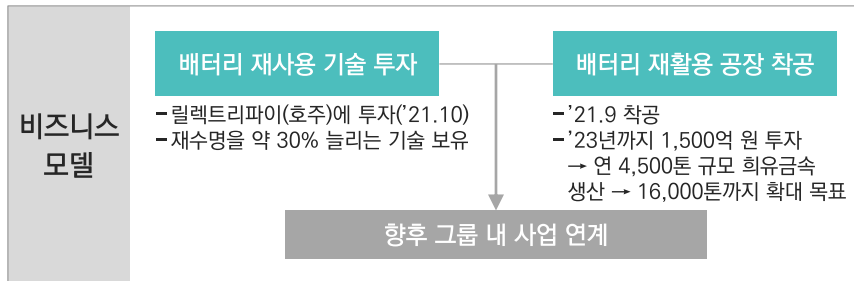 비즈니스
모델
배터리 재사용 기술 투자
– 릴렉트리파이(호주)에 투자(’21.10)
– 재수명을 약 30% 늘리는 기술 보유
배터리 재활용 공장 착공
– ’21.9 착공
– ’23년까지 1,500억 원 투자
→ 연 4,500톤 규모 희유금속
생산 → 16,000톤까지 확대 목표
향후 그룹 내 사업 연계